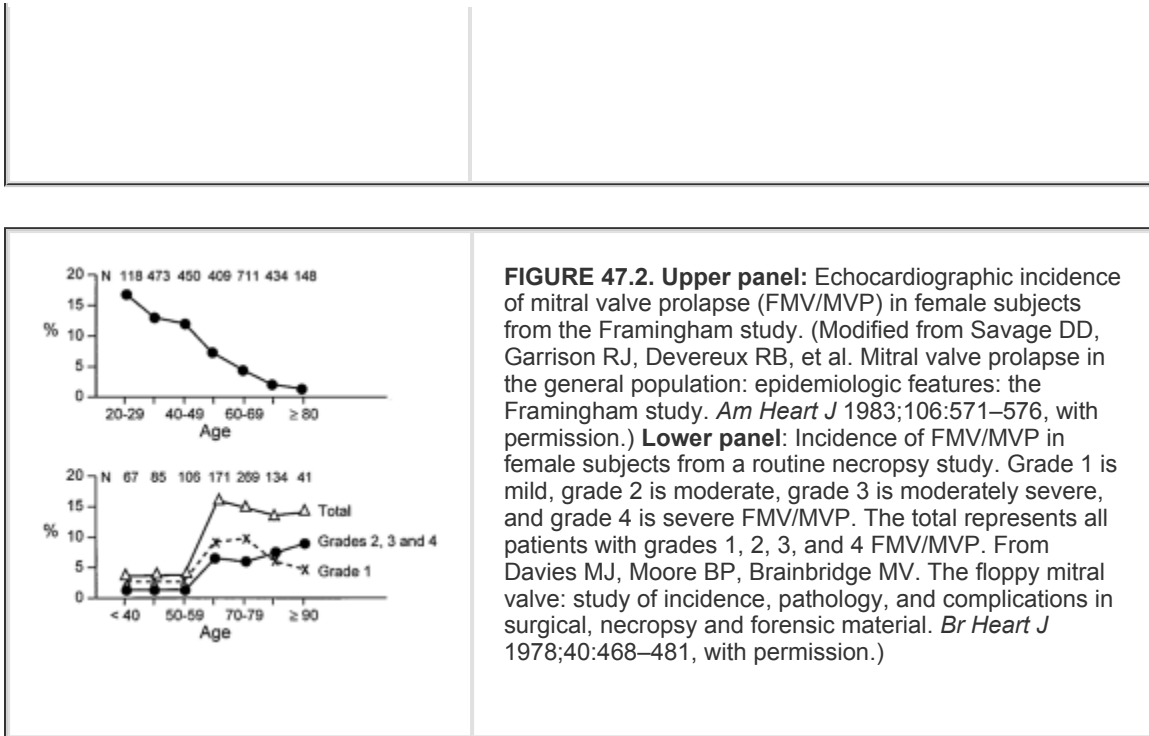 20 N 118 473 450 409 711 434 148
15
%
10
5
0
20-29 40-49 60-69 ≥ 80
Age
20 N 67 85 106 171 269 134 41
15
Total
%
10
Grades 2, 3 and 4
5
Grade 1
0
< 40 50-59 70-79 ≥ 90
Age
FIGURE 47.2. Upper panel: Echocardiographic incidence
of mitral valve prolapse (FMV/MVP) in female subjects
from the Framingham study. (Modified from Savage DD,
Garrison RJ, Devereux RB, et al. Mitral valve prolapse in
the general population: epidemiologic features: the
Framingham study. Am Heart J 1983;106:571–576, with
permission.) Lower panel: Incidence of FMV/MVP in
female subjects from a routine necropsy study. Grade 1 is
mild, grade 2 is moderate, grade 3 is moderately severe,
and grade 4 is severe FMV/MVP. The total represents all
patients with grades 1, 2, 3, and 4 FMV/MVP. From
Davies MJ, Moore BP, Brainbridge MV. The floppy mitral
valve: study of incidence, pathology, and complications in
surgical, necropsy and forensic material. Br Heart J
1978;40:468–481, with permission.)